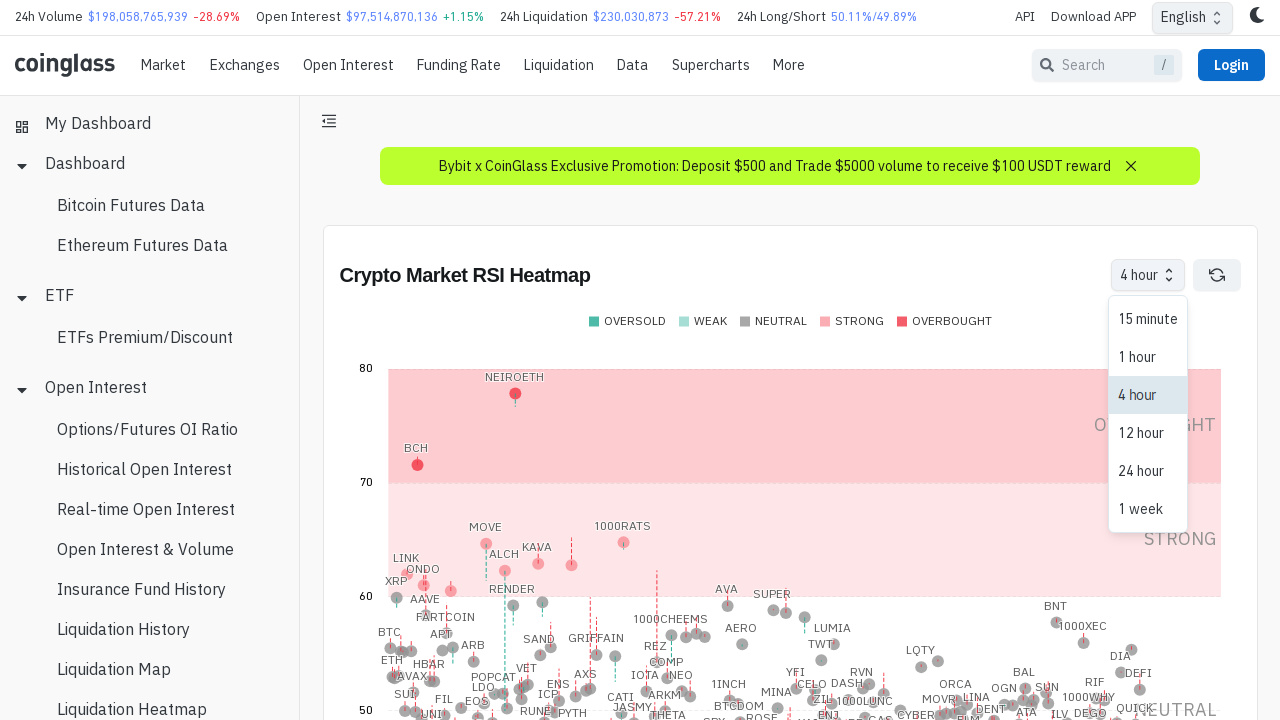 24h Volume $198,058,765,939 -28.69% Open Interest $97,514,870,136 +1.15% 24h Liquidation $230,030,873 -57.21% 24h Long/Short 50.11%/49.89% API Download APP English
coinglass Market Exchanges Open Interest Funding Rate Liquidation Data Supercharts More Search / Login
My Dashboard
Dashboard
Bitcoin Futures Data
Ethereum Futures Data
ETF
ETFs Premium/Discount
Open Interest
Options/Futures OI Ratio
Historical Open Interest
Real-time Open Interest
Open Interest & Volume
Insurance Fund History
Liquidation History
Liquidation Map
Liquidation Heatmap
Bybit x CoinGlass Exclusive Promotion: Deposit $500 and Trade $5000 volume to receive $100 USDT reward
Crypto Market RSI Heatmap
4 hour
15 minute
1 hour
4 hour
12 hour
24 hour
1 week
OVERSOLD WEAK NEUTRAL STRONG OVERBOUGHT
80
NEIROETH
BCH
70
STRONG
MOVE 1000RATS
ALCH KAVA
LINK
ONDO
XRP
RENDER AVA SUPER
60
AAVE BNT
FARTCOIN 1000CHEEMS 1000XEC
BTC APT AERO LUMIA
ARB SAND GRIFFAIN REZ TWT LQTY
ETH HBAR COMP DIA
AVAX VET AXS IOTA NEO YFI RVN BAL DEFI
POPCAT ENS 1INCH CELO DASH ORCA RIF
SUI LDO ICP CATI ARKM MINA OGN SUN
FIL EOS JASMY BTCDOM ZIL 1000LUNC MOVR LINA 1000WHY
50
UNI RUNE PYTH THETA ROSE ENJ CYBER DENT ATA QUICK NEUTRAL